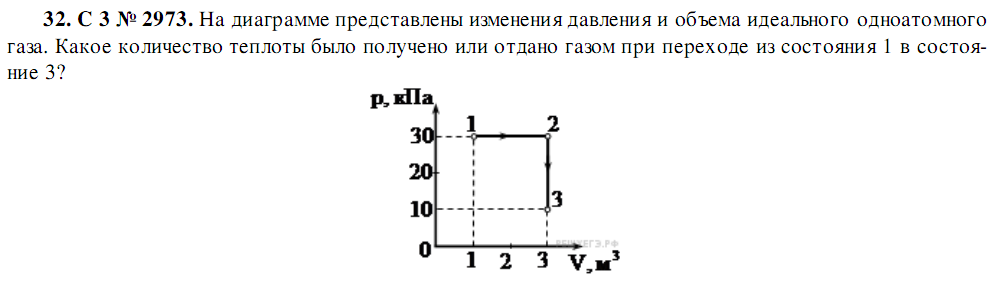 32. С 3 № 2973. На диаграмме представлены изменения давления и объема идеального одноатомного
газа. Какое количество теплоты было получено или отдано газом при переходе из состояния 1 в состоя-
ние 3?
p, кПа
1 2
30
20
3
10
0
1 2 3 V, м³